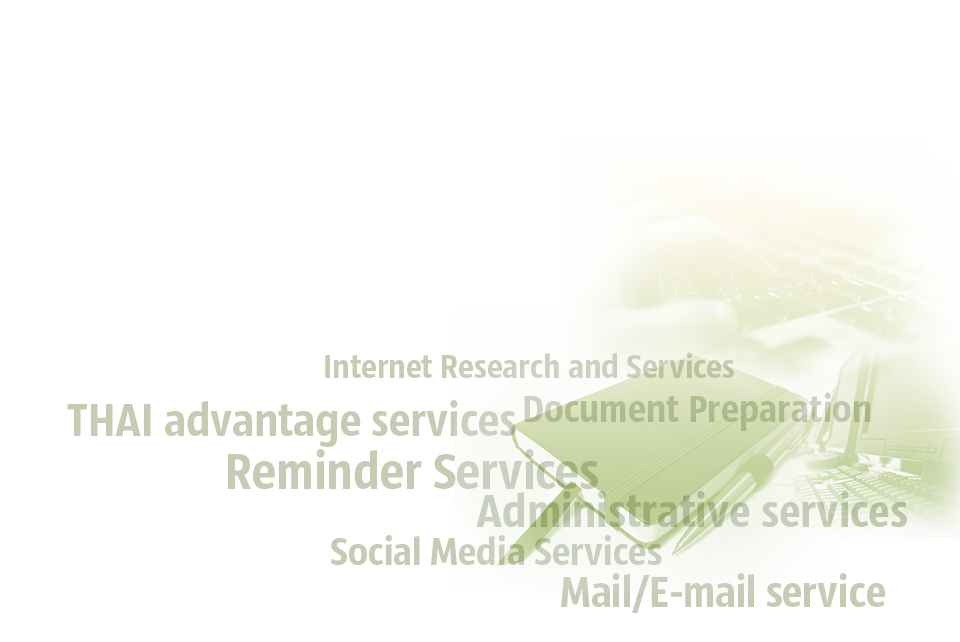 Internet Research and Services
THAI advantage services
Document Preparation
Reminder Services
Administrative services
Social Media Services
Mail/E-mail service